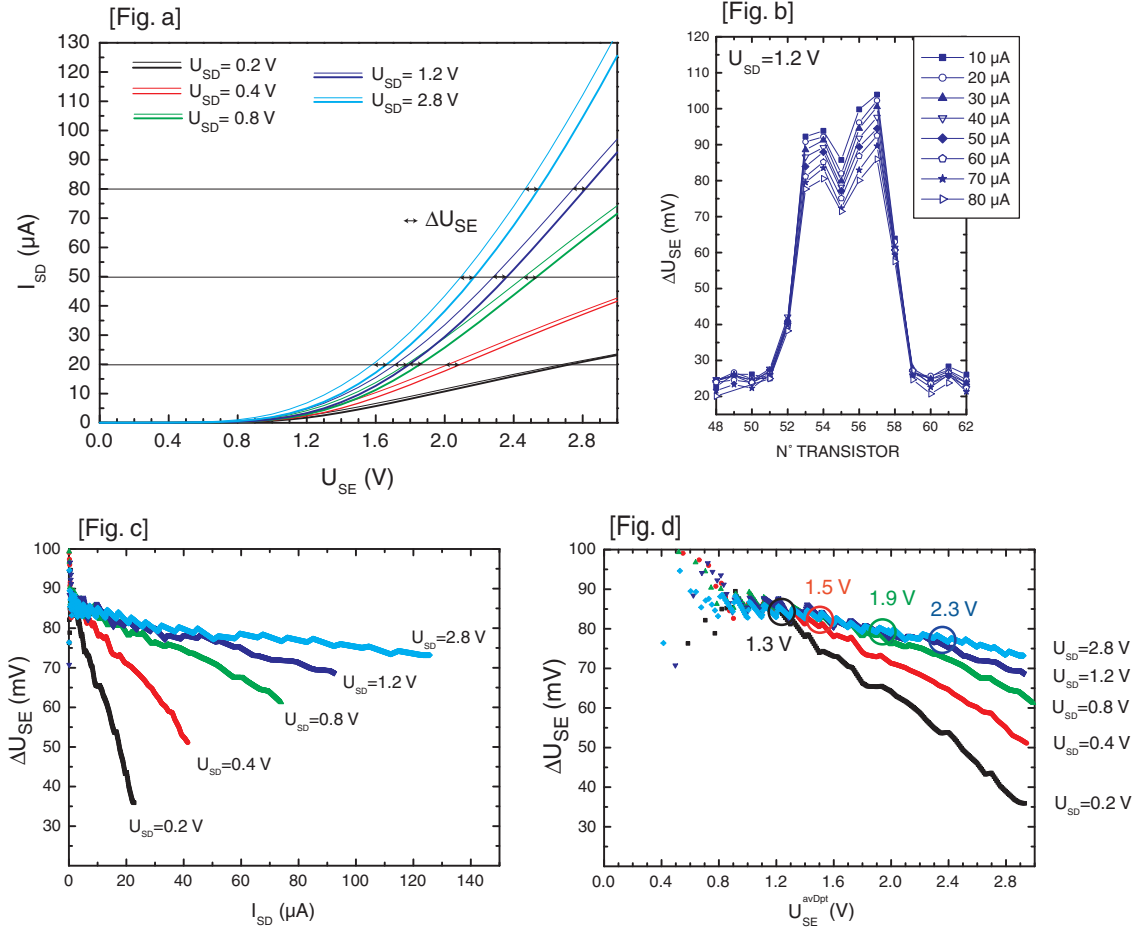 [Fig. a]
130
120
110
100
90
80
70
60
50
40
30
20
10
0
I_SD (µA)
U_SD= 0.2 V
U_SD= 0.4 V
U_SD= 0.8 V
U_SD= 1.2 V
U_SD= 2.8 V
↔ ΔU_SE
0.0 0.4 0.8 1.2 1.6 2.0 2.4 2.8
U_SE (V)
[Fig. b]
120
110
100
90
80
70
60
50
40
30
20
ΔU_SE (mV)
U_SD=1.2 V
10 µA
20 µA
30 µA
40 µA
50 µA
60 µA
70 µA
80 µA
48 50 52 54 56 58 60 62
N° TRANSISTOR
[Fig. c]
100
90
80
70
60
50
40
30
ΔU_SE (mV)
U_SD=2.8 V
U_SD=1.2 V
U_SD=0.8 V
U_SD=0.4 V
U_SD=0.2 V
0 20 40 60 80 100 120 140
I_SD (µA)
[Fig. d]
100
90
80
70
60
50
40
30
ΔU_SE (mV)
1.3 V
1.5 V
1.9 V
2.3 V
U_SD=2.8 V
U_SD=1.2 V
U_SD=0.8 V
U_SD=0.4 V
U_SD=0.2 V
0.0 0.4 0.8 1.2 1.6 2.0 2.4 2.8
U_SE^avDpt (V)